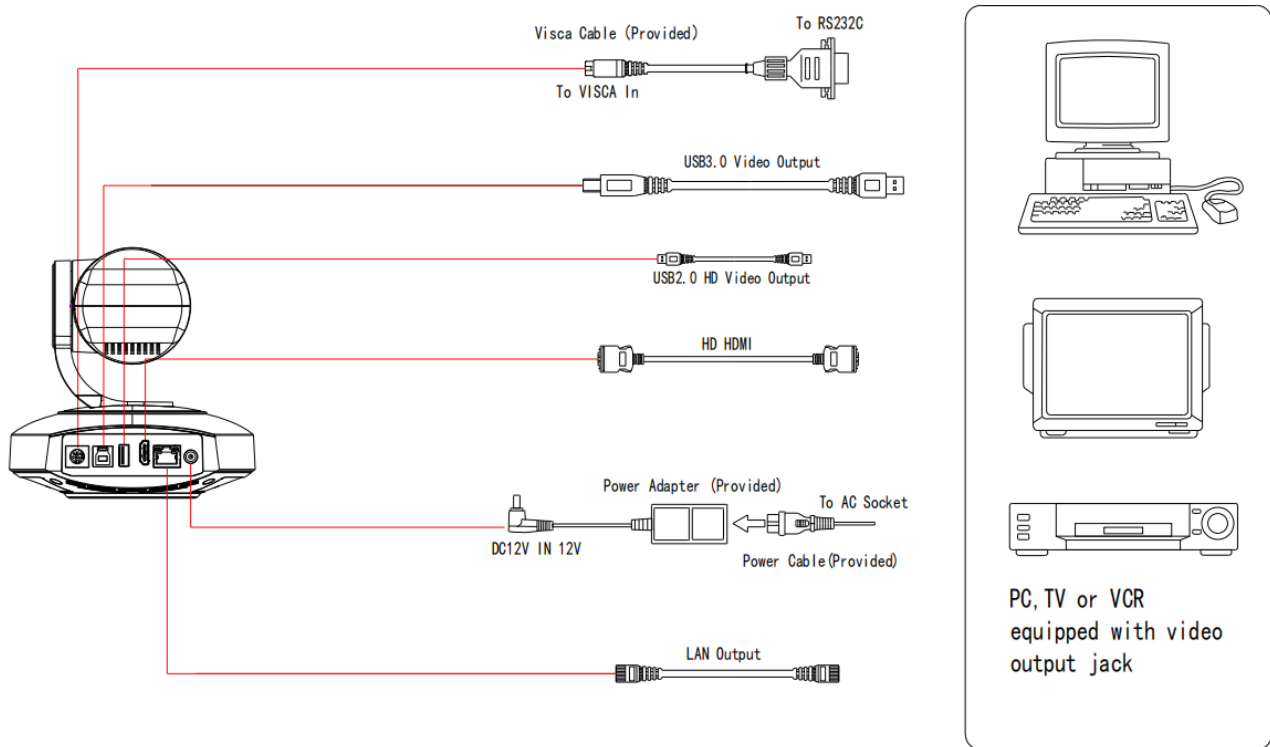 Visca Cable (Provided)
To RS232C
To VISCA In
USB3.0 Video Output
USB2.0 HD Video Output
HD HDMI
Power Adapter (Provided)
To AC Socket
DC12V IN 12V
Power Cable(Provided)
LAN Output
PC, TV or VCR
equipped with video
output jack